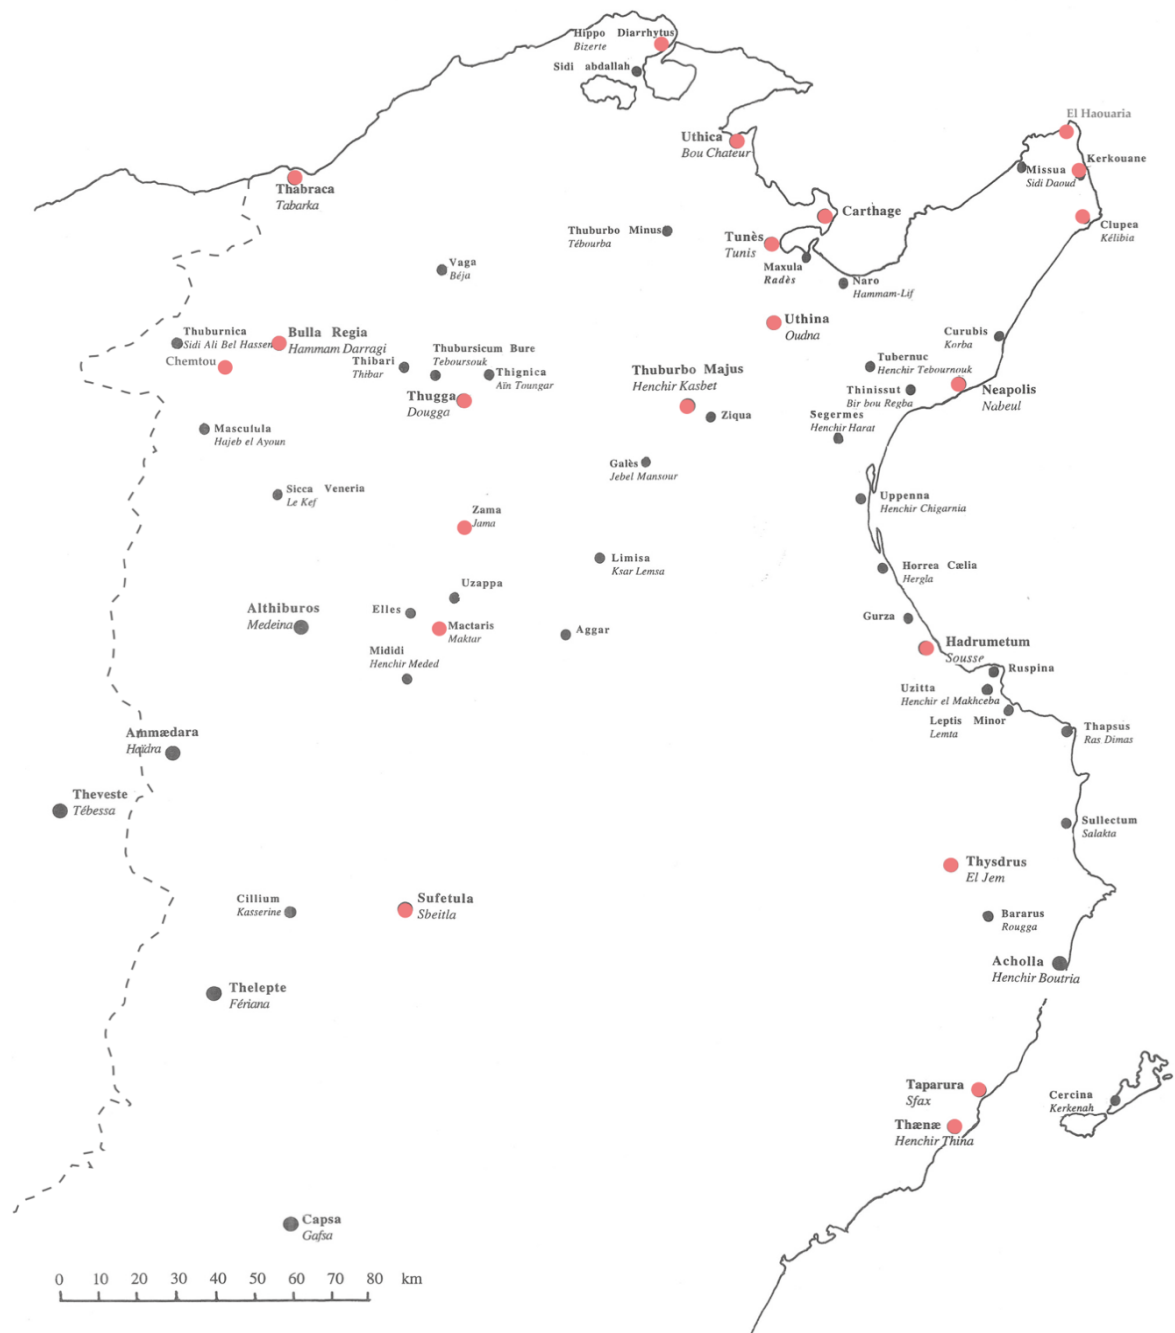 Hippo Diarrhytus
Bizerte
Sidi abdallah
El Haouaria
Uthica
Bou Chateur
Kerkouane
Missua
Sidi Daoud
Thabraca
Tabarka
Carthage
Clupea
Kélibia
Thuburbo Minus
Tébourba
Tunès
Tunis
Maxula
Radès
Vaga
Béja
Naro
Hammam-Lif
Uthina
Oudna
Thuburnica
Sidi Ali Bel Hassen
Bulla Regia
Hammam Darragi
Curubis
Korba
Chemtou
Thibari
Thibar
Thubursicum Bure
Teboursouk
Thignica
Aïn Toungar
Tubernuc
Henchir Tebournouk
Thuburbo Majus
Henchir Kasbet
Thugga
Dougga
Thinissut
Bir bou Regba
Neapolis
Nabeul
Ziqua
Segermes
Henchir Harat
Masculula
Hajeb el Ayoun
Galès
Jebel Mansour
Sicca Veneria
Le Kef
Uppenna
Henchir Chigarnia
Zama
Jama
Limisa
Ksar Lemsa
Horrea Cælia
Hergla
Uzappa
Elles
Althiburos
Medeina
Mactaris
Maktar
Aggar
Gurza
Hadrumetum
Sousse
Mididi
Henchir Meded
Ruspina
Uzitta
Henchir el Makhceba
Leptis Minor
Lemta
Thapsus
Ras Dimas
Ammædara
Haïdra
Theveste
Tébessa
Sullectum
Salakta
Thysdrus
El Jem
Cillium
Kasserine
Sufetula
Sbeitla
Bararus
Rougga
Acholla
Henchir Boutria
Thelepte
Fériana
Taparura
Sfax
Cercina
Kerkenah
Thænæ
Henchir Thina
Capsa
Gafsa
0 10 20 30 50 60 80 km